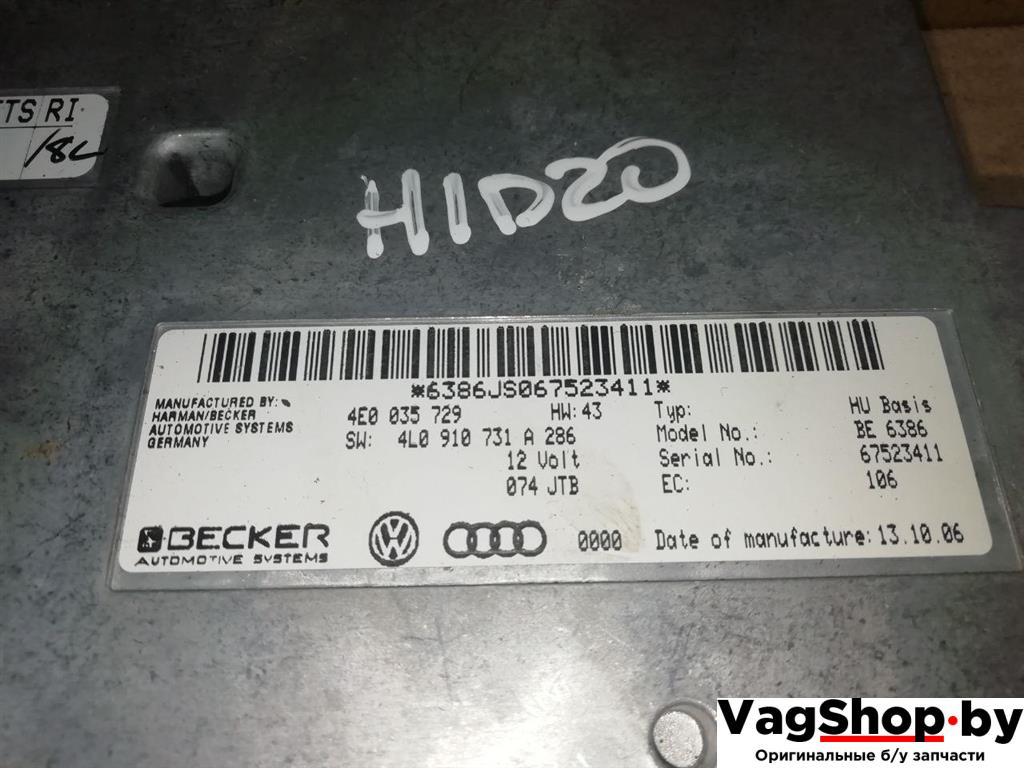 TTS RI
/8L
HID20
*6386JS067523411*
MANUFACTURED BY:
HARMAN/BECKER
AUTOMOTIVE SYSTEMS
GERMANY
4E0 035 729 HW: 43
SW: 4L0 910 731 A 286
12 Volt
074 JTB
Typ: HU Basis
Model No.: BE 6386
Serial No.: 67523411
EC: 106
BECKER
AUTOMOTIVE SYSTEMS
0000 Date of manufacture: 13.10.06
VagShop.by
Оригинальные б/у запчасти